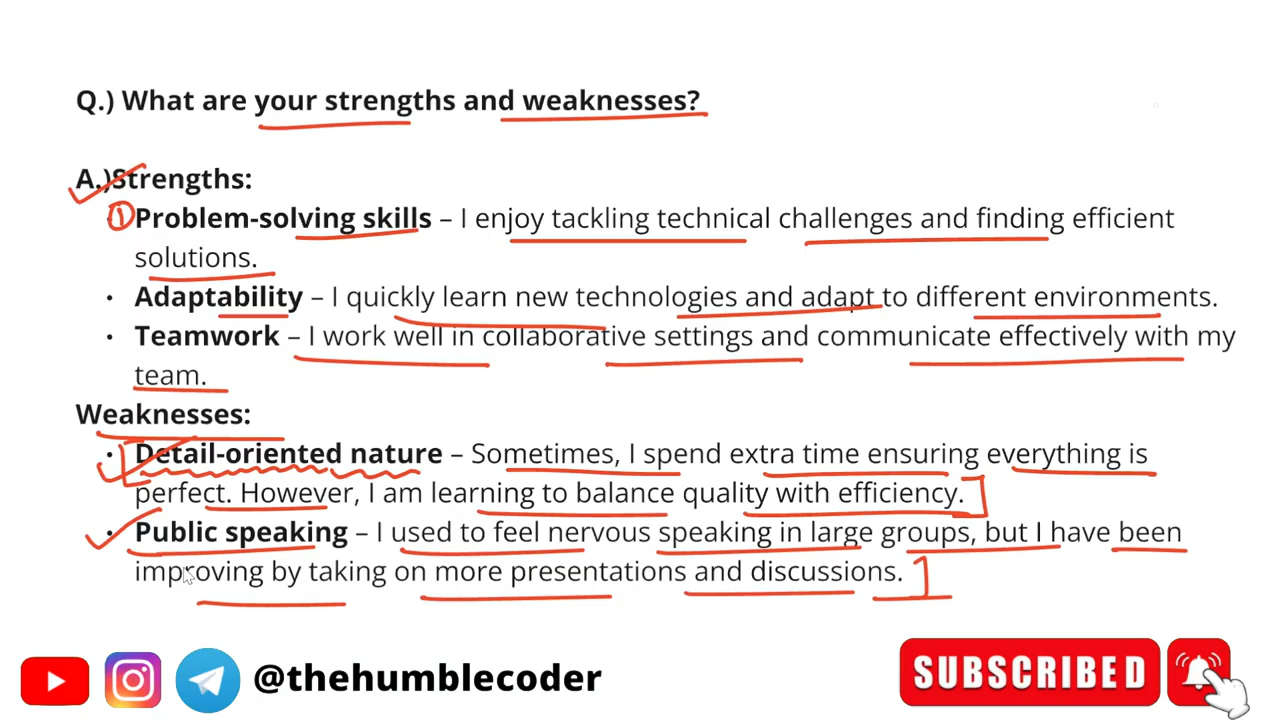 Q.) What are your strengths and weaknesses?
A.)Strengths:
① Problem-solving skills – I enjoy tackling technical challenges and finding efficient
solutions.
• Adaptability – I quickly learn new technologies and adapt to different environments.
• Teamwork – I work well in collaborative settings and communicate effectively with my
team.
Weaknesses:
• Detail-oriented nature – Sometimes, I spend extra time ensuring everything is
perfect. However, I am learning to balance quality with efficiency.
• Public speaking – I used to feel nervous speaking in large groups, but I have been
improving by taking on more presentations and discussions.
@thehumblecoder
SUBSCRIBED